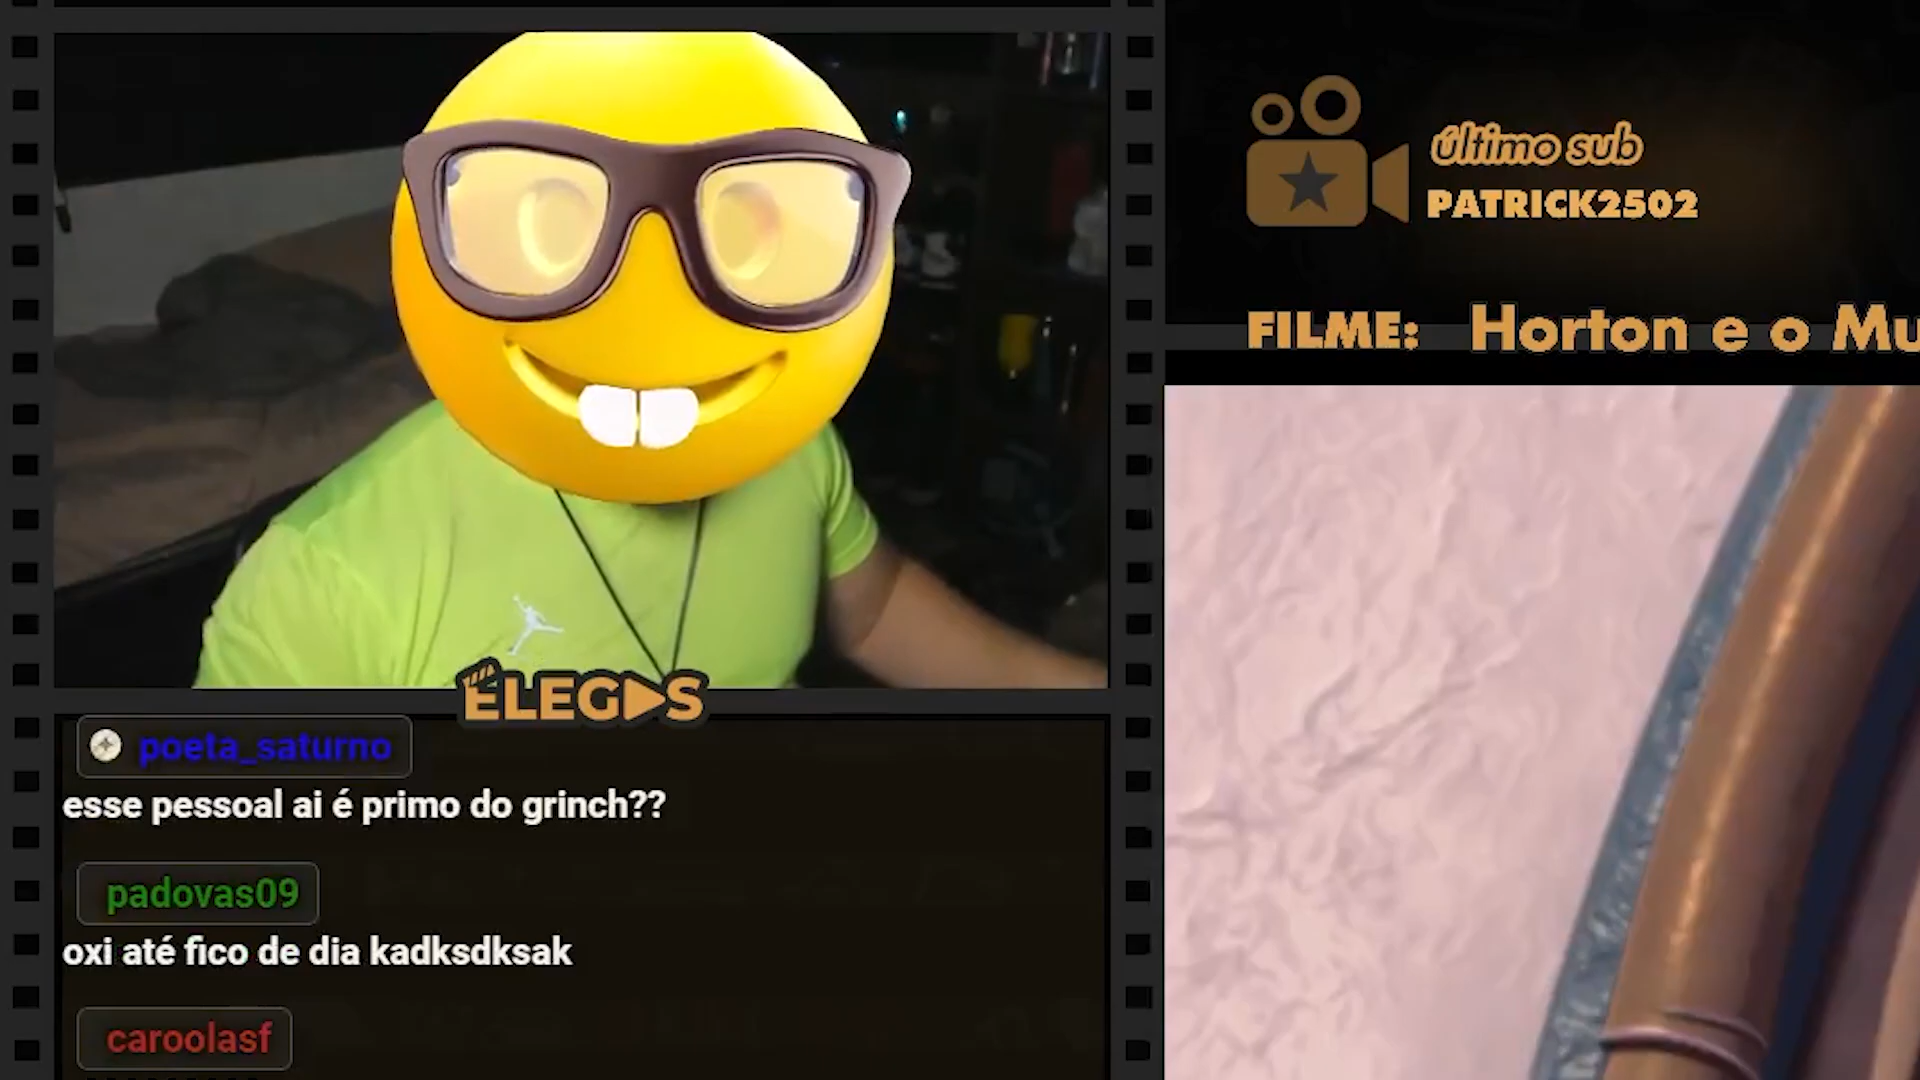 ELEGOS
poeta_saturno
esse pessoal ai é primo do grinch??
padovas09
oxi até fico de dia kadksdksak
caroolasf
último sub
PATRICK2502
FILME: Horton e o Mu